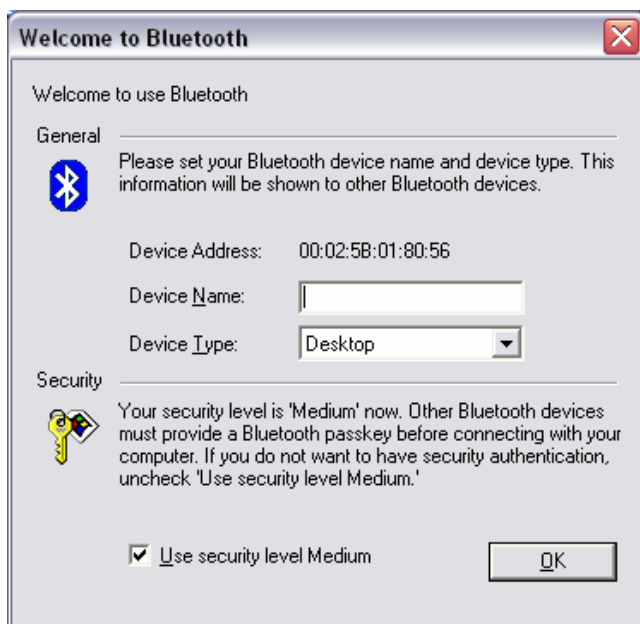 Welcome to Bluetooth
Welcome to use Bluetooth
General
Please set your Bluetooth device name and device type. This
information will be shown to other Bluetooth devices.
Device Address: 00:02:5B:01:80:56
Device Name:
Device Type: Desktop
Security
Your security level is 'Medium' now. Other Bluetooth devices
must provide a Bluetooth passkey before connecting with your
computer. If you do not want to have security authentication,
uncheck 'Use security level Medium.'
Use security level Medium OK